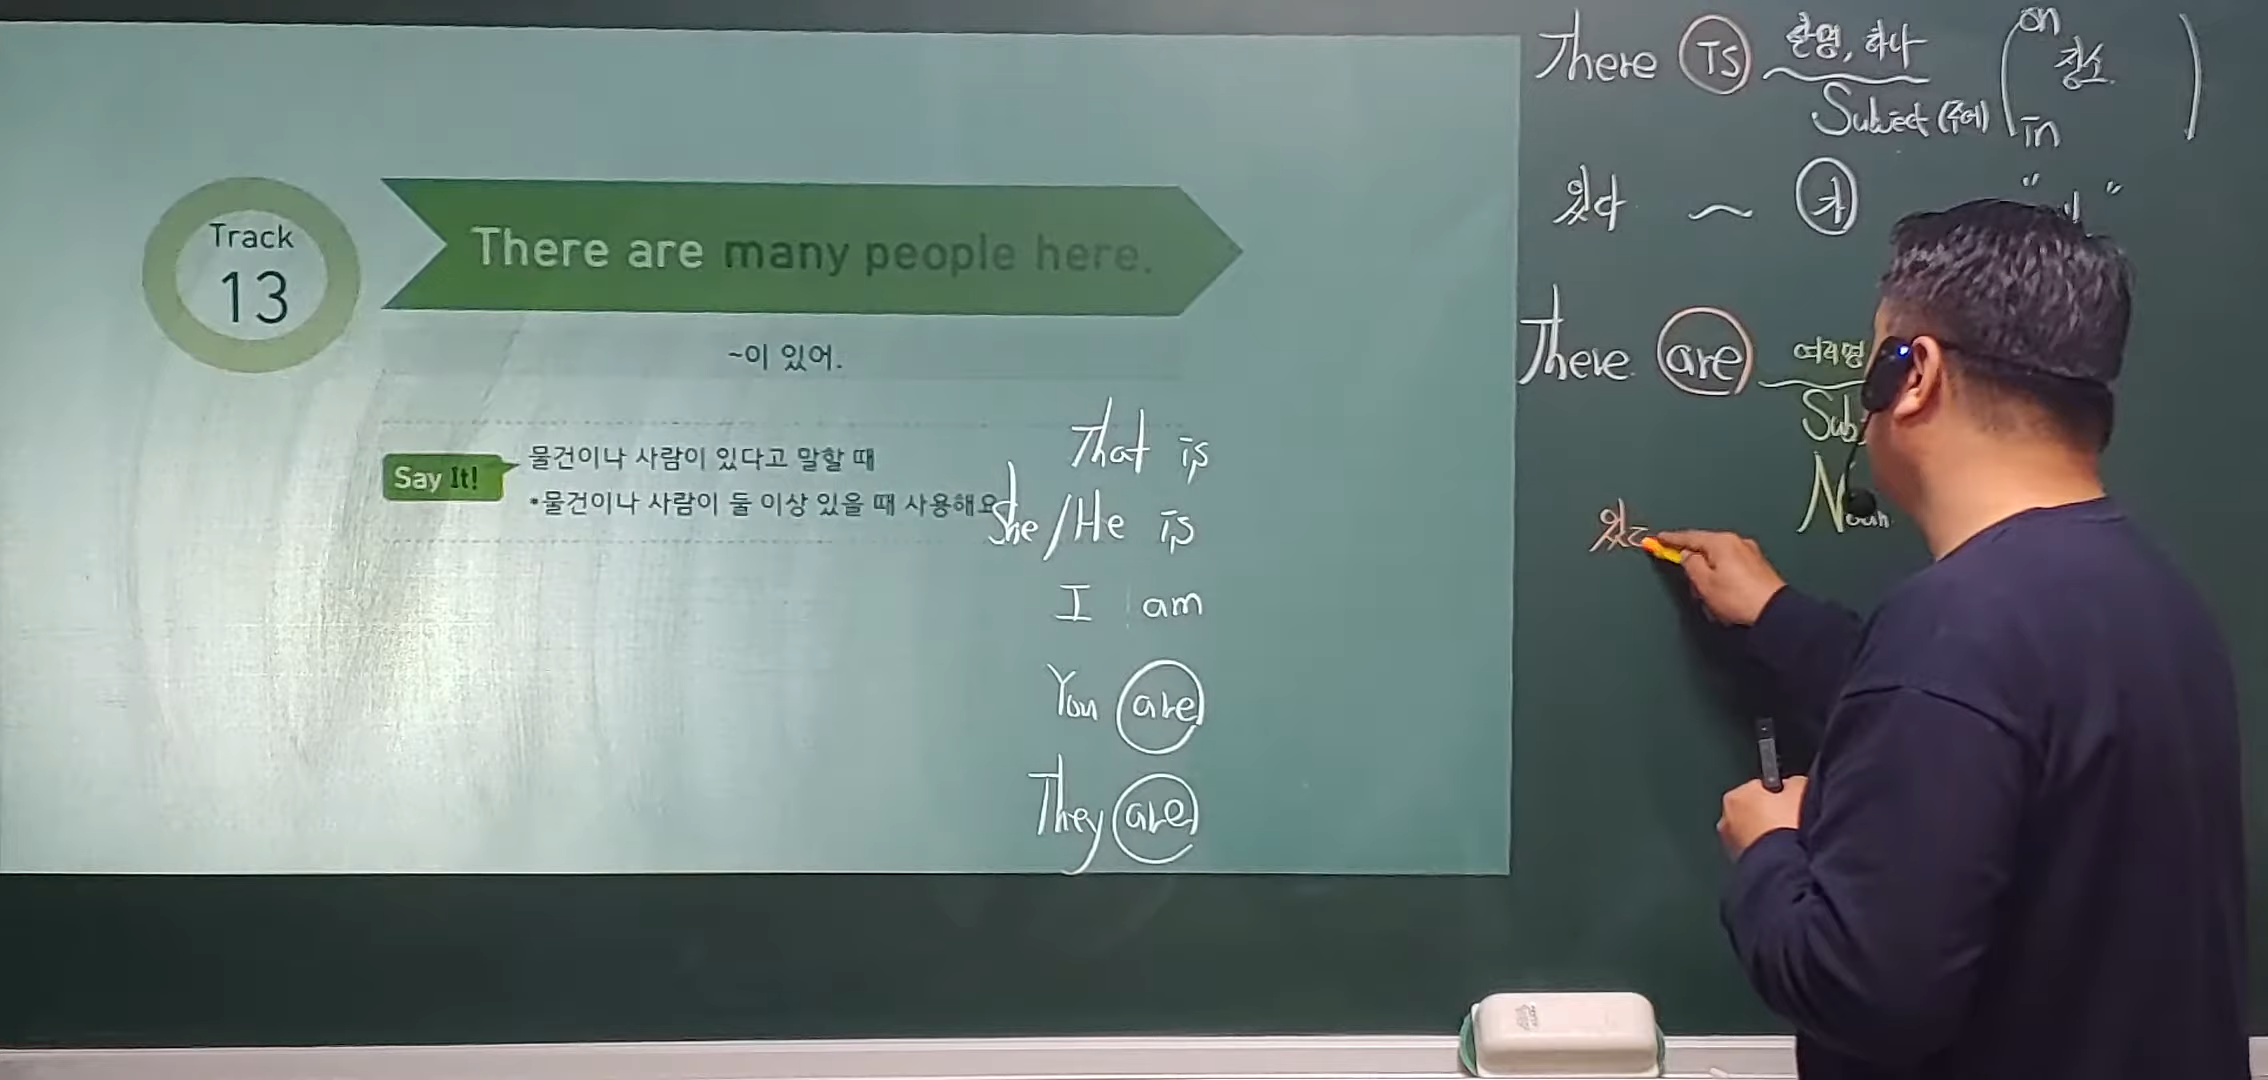 Track
13
There are many people here.
~이 있어.
Say It!
물건이나 사람이 있다고 말할 때
•물건이나 사람이 둘 이상 있을 때 사용해요
That is
She/He is
I am
You are
They are
There is 한명, 하나 (on 장소 in)
Subject (주어)
있다 ~ 가
There are 여러명
Sub
Noun
있